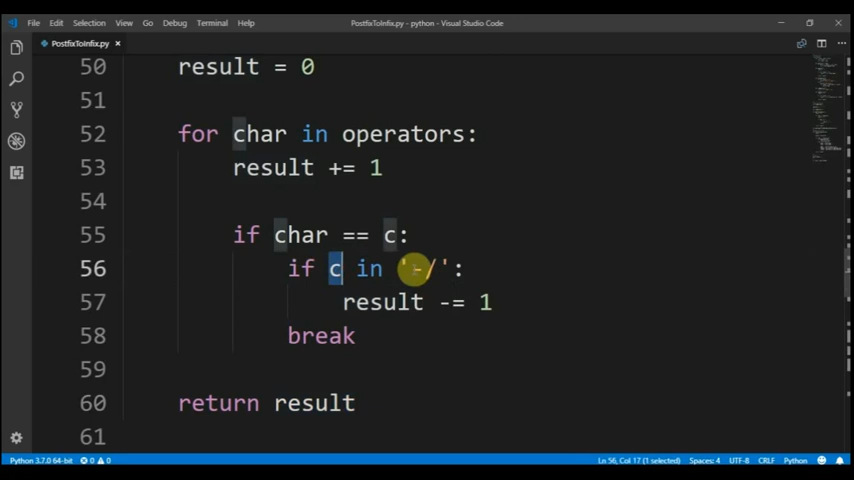 File Edit Selection View Go Debug Terminal Help PostfixToInfix.py - python - Visual Studio Code
PostfixToInfix.py
50 result = 0
51
52 for char in operators:
53 result += 1
54
55 if char == c:
56 if c in '-/':
57 result -= 1
58 break
59
60 return result
61
Python 3.7.0 64-bit 0 0 Ln 56, Col 17 (1 selected) Spaces: 4 UTF-8 CRLF Python